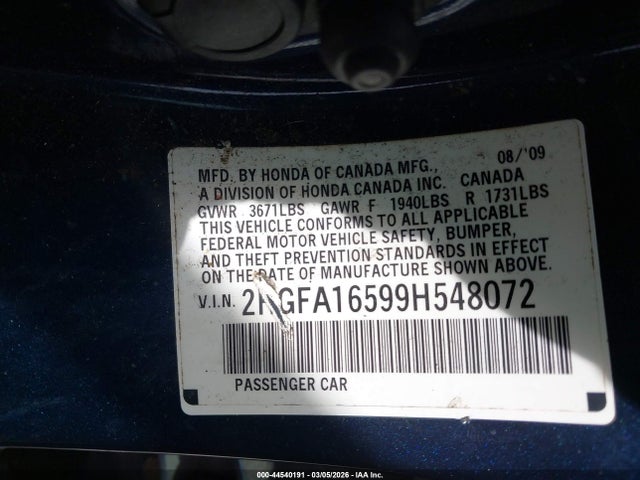 MFD. BY HONDA OF CANADA MFG., 08/'09
A DIVISION OF HONDA CANADA INC. CANADA
GVWR 3671LBS GAWR F 1940LBS R 1731LBS
THIS VEHICLE CONFORMS TO ALL APPLICABLE
FEDERAL MOTOR VEHICLE SAFETY, BUMPER,
AND THEFT PREVENTION STANDARDS IN EFFECT
ON THE DATE OF MANUFACTURE SHOWN ABOVE.
V.I.N. 2HGFA16599H548072
PASSENGER CAR
000-44540191 - 03/05/2026 - IAA Inc.